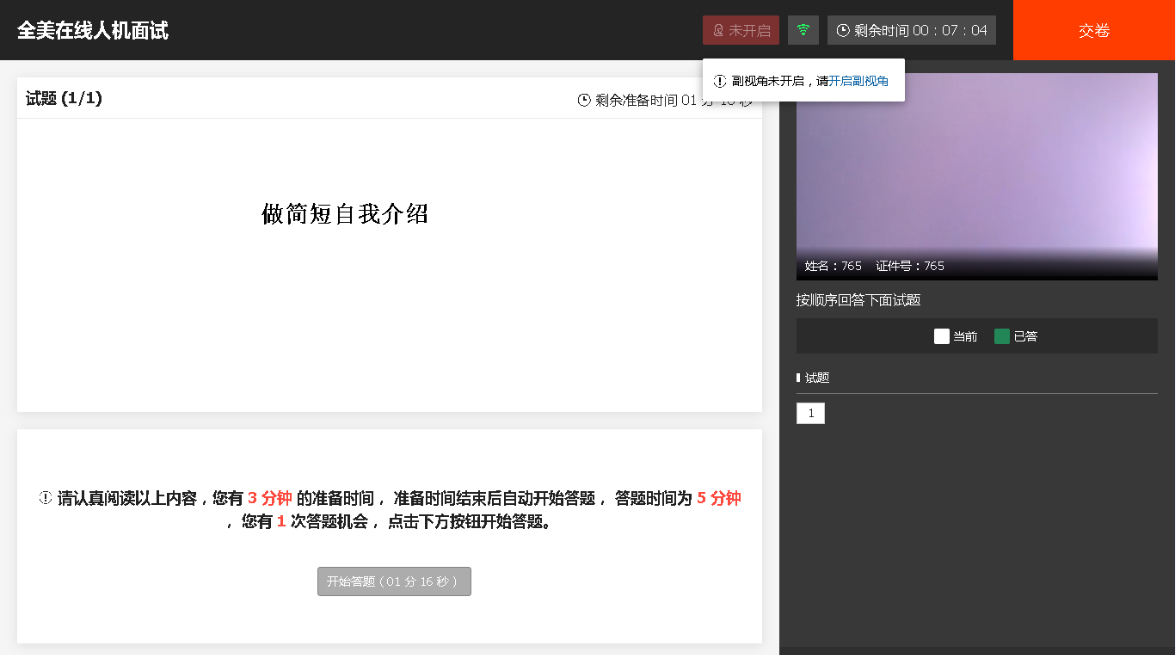 全美在线人机面试
未开启
剩余时间 00：07：04
交卷
副视角未开启，请开启副视角
试题 (1/1)
剩余准备时间 01
做简短自我介绍
姓名：765 证件号：765
按顺序回答下面试题
当前 已答
试题
1
请认真阅读以上内容，您有 3 分钟 的准备时间， 准备时间结束后自动开始答题， 答题时间为 5 分钟
，您有 1 次答题机会， 点击下方按钮开始答题。
开始答题（01 分 16 秒 ）